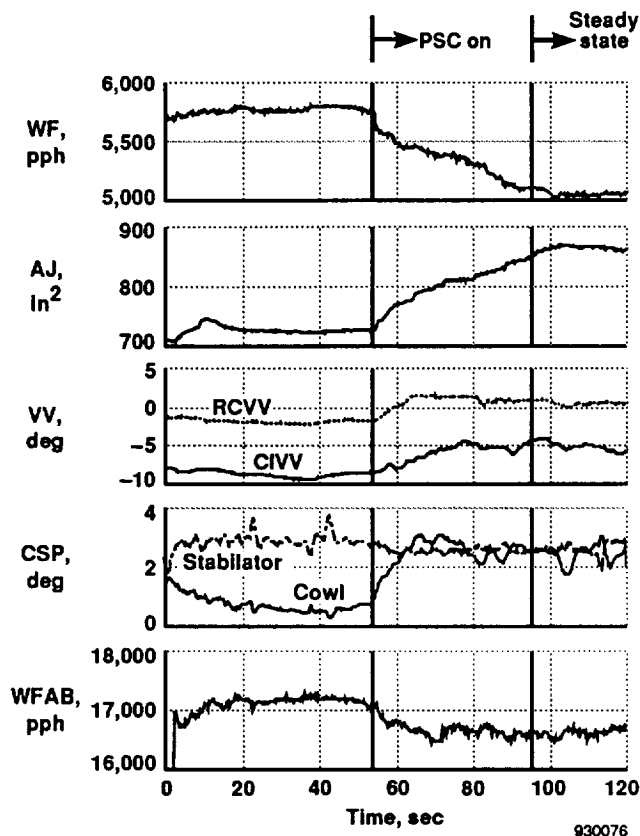 PSC on
Steady
state
WF,
pph
6,000
5,500
5,000
AJ,
in2
900
800
700
VV,
deg
5
0
–5
–10
RCVV
CIVV
CSP,
deg
4
2
0
Stabilator
Cowl
WFAB,
pph
18,000
17,000
16,000
0 20 40 60 80 100 120
Time, sec
930076